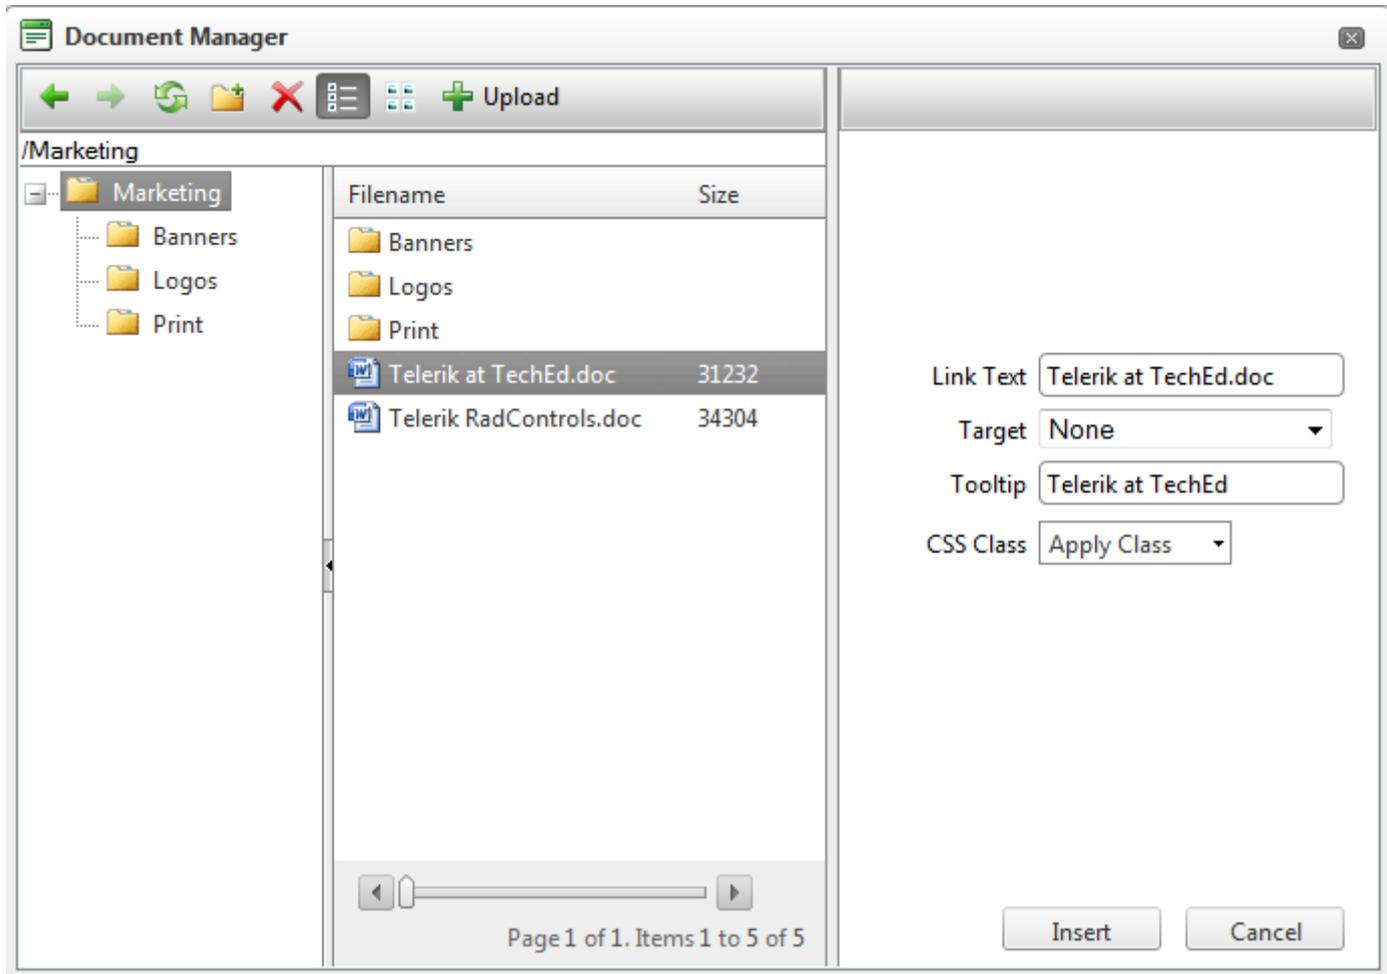 Document Manager
Upload
/Marketing
Marketing
Banners
Logos
Print
Filename Size
Banners
Logos
Print
Telerik at TechEd.doc 31232
Telerik RadControls.doc 34304
Page 1 of 1. Items 1 to 5 of 5
Link Text Telerik at TechEd.doc
Target None
Tooltip Telerik at TechEd
CSS Class Apply Class
Insert Cancel